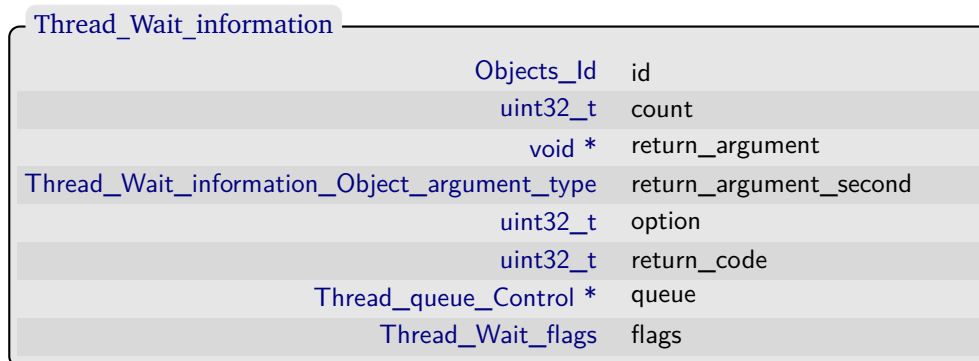 Thread_Wait_information
Objects_Id id
uint32_t count
void * return_argument
Thread_Wait_information_Object_argument_type return_argument_second
uint32_t option
uint32_t return_code
Thread_queue_Control * queue
Thread_Wait_flags flags